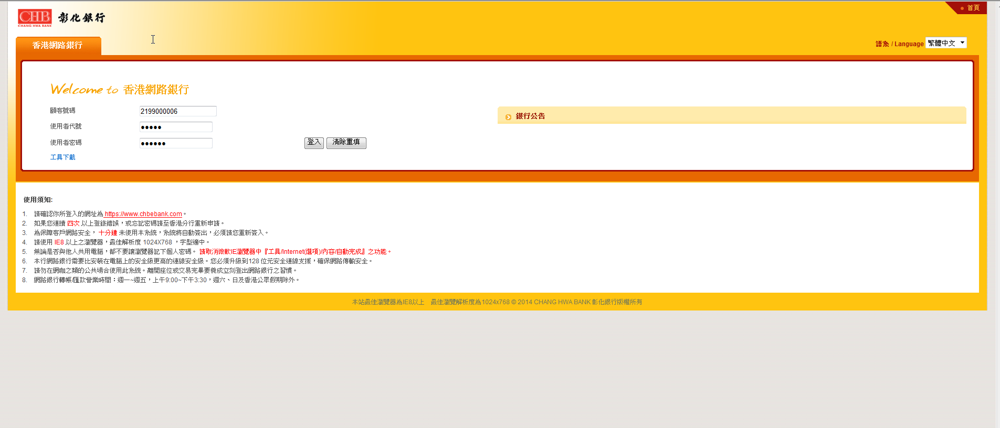 CHB 彰化銀行
CHANG HWA BANK
首頁
香港網路銀行
語系 / Language 繁體中文
Welcome to 香港網路銀行
顧客號碼 2199000006
銀行公告
使用者代號 •••••
使用者密碼 •••••• 登入 清除重填
工具下載
使用須知:
1. 請確認你所登入的網址為 https://www.chbebank.com。
2. 如果您連續 四次 以上登錄錯誤，或忘記密碼請至香港分行重新申請。
3. 為保障客戶網路安全， 十分鐘 未使用本系統，系統將自動簽出，必須請您重新簽入。
4. 請使用 IE8 以上之瀏覽器，最佳解析度 1024X768 ，字型適中。
5. 無論是否與他人共用電腦，都不要讓瀏覽器記下個人密碼。 請取消微軟IE瀏覽器中『工具/Internet(選項)/內容/自動完成』之功能。
6. 本行網路銀行需要比安裝在電腦上的安全級更高的連線安全級。您必須升級到128 位元安全連線支援，確保網路傳輸安全。
7. 請勿在網咖之類的公共場合使用此系統。離開座位或交易完畢要養成立刻登出網路銀行之習慣。
8. 網路銀行轉帳/匯款營業時間：週一~週五，上午9:00~下午3:30，週六、日及香港公眾假期除外。
本站最佳瀏覽器為IE8以上 最佳瀏覽解析度為1024x768 © 2014 CHANG HWA BANK 彰化銀行版權所有